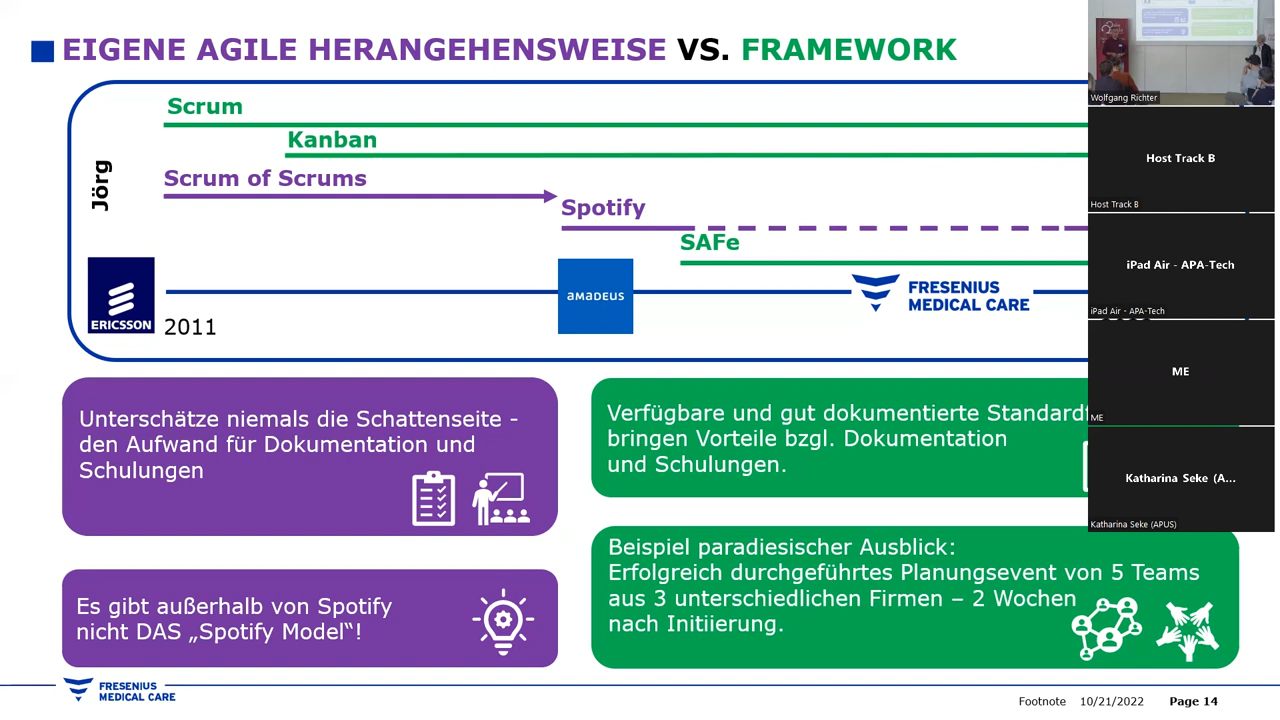 EIGENE AGILE HERANGEHENSWEISE VS. FRAMEWORK
Jörg
Scrum
Kanban
Scrum of Scrums
Spotify
SAFe
ERICSSON
2011
amadeus
FRESENIUS
MEDICAL CARE
Unterschätze niemals die Schattenseite -
den Aufwand für Dokumentation und
Schulungen
Es gibt außerhalb von Spotify
nicht DAS „Spotify Model“!
Verfügbare und gut dokumentierte
bringen Vorteile bzgl. Dokumentation
und Schulungen.
Beispiel paradiesischer Ausblick:
Erfolgreich durchgeführtes Planungsevent von 5 Teams
aus 3 unterschiedlichen Firmen – 2 Wochen
nach Initiierung.
FRESENIUS
MEDICAL CARE
Footnote 10/21/2022 Page 14
Wolfgang Richter
Host Track B
Host Track B
iPad Air - APA-Tech
iPad Air - APA-Tech
ME
ME
Katharina Seke (A...
Katharina Seke (APUS)